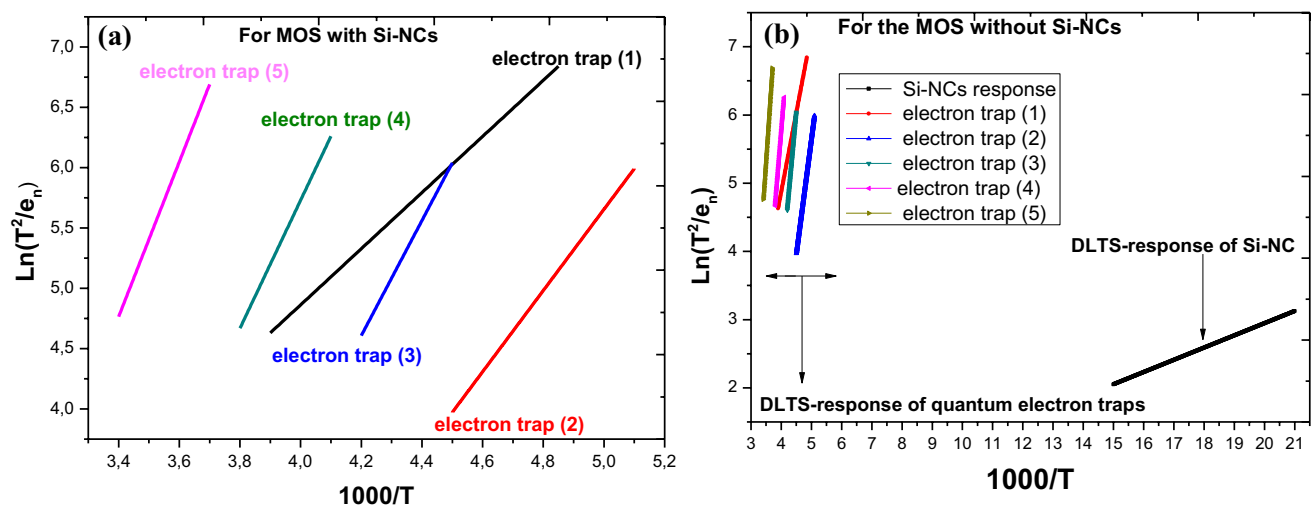 (a)
For MOS with Si-NCs
electron trap (1)
electron trap (5)
electron trap (4)
electron trap (3)
electron trap (2)
Ln(T²/eₙ)
7,0
6,5
6,0
5,5
5,0
4,5
4,0
3,4 3,6 3,8 4,0 4,2 4,4 4,6 4,8 5,0 5,2
1000/T
(b)
For the MOS without Si-NCs
Si-NCs response
electron trap (1)
electron trap (2)
electron trap (3)
electron trap (4)
electron trap (5)
DLTS-response of Si-NC
DLTS-response of quantum electron traps
Ln(T²/eₙ)
7
6
5
4
3
2
3 4 5 6 7 8 9 10 11 12 13 14 15 16 17 18 19 20 21
1000/T